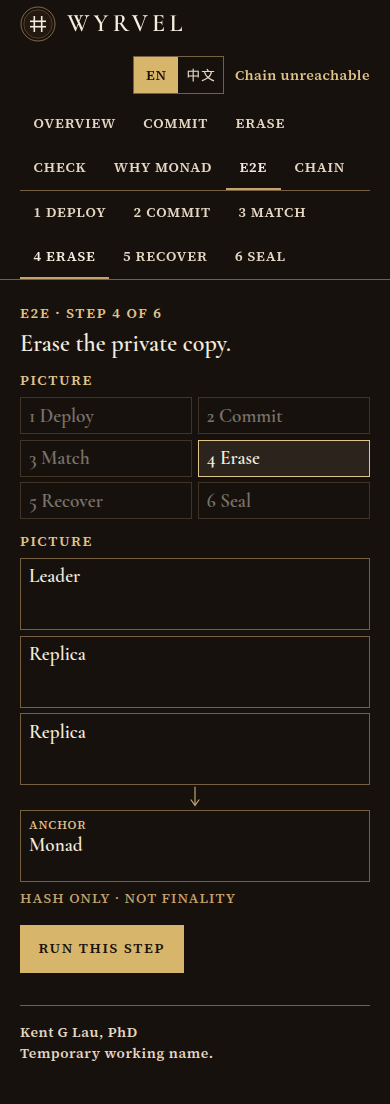 WYRVEL
EN 中文 Chain unreachable
OVERVIEW COMMIT ERASE
CHECK WHY MONAD E2E CHAIN
1 DEPLOY 2 COMMIT 3 MATCH
4 ERASE 5 RECOVER 6 SEAL
E2E · STEP 4 OF 6
Erase the private copy.
PICTURE
1 Deploy 2 Commit
3 Match 4 Erase
5 Recover 6 Seal
PICTURE
Leader
Replica
Replica
ANCHOR
Monad
HASH ONLY · NOT FINALITY
RUN THIS STEP
Kent G Lau, PhD
Temporary working name.